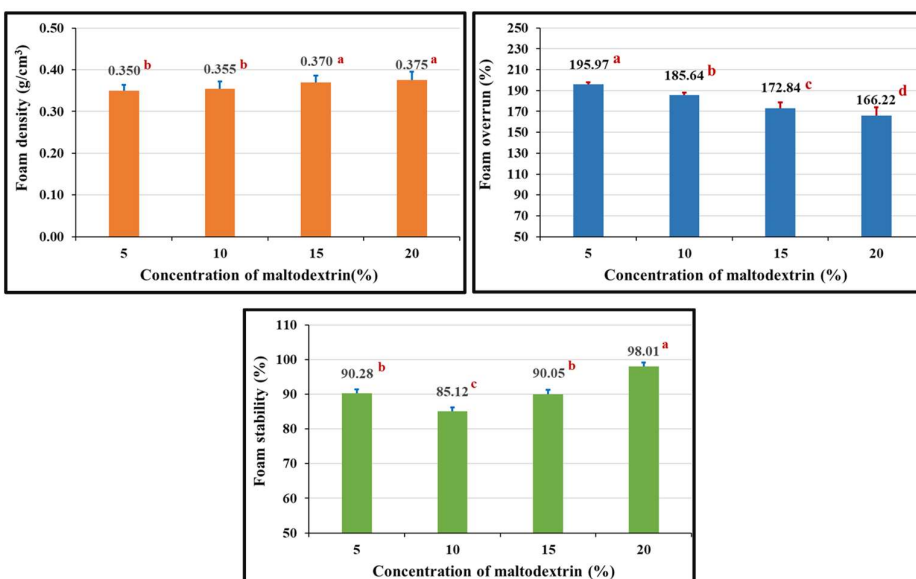 0.50
0.40
0.30
0.20
0.10
0.00
Foam density (g/cm³)
0.350 b
0.355 b
0.370 a
0.375 a
5 10 15 20
Concentration of maltodextrin(%)
250
230
210
190
170
150
130
110
90
70
50
Foam overrun (%)
195.97 a
185.64 b
172.84 c
166.22 d
5 10 15 20
Concentration of maltodextrin (%)
110
100
90
80
70
60
50
Foam stability (%)
90.28 b
85.12 c
90.05 b
98.01 a
5 10 15 20
Concentration of maltodextrin (%)